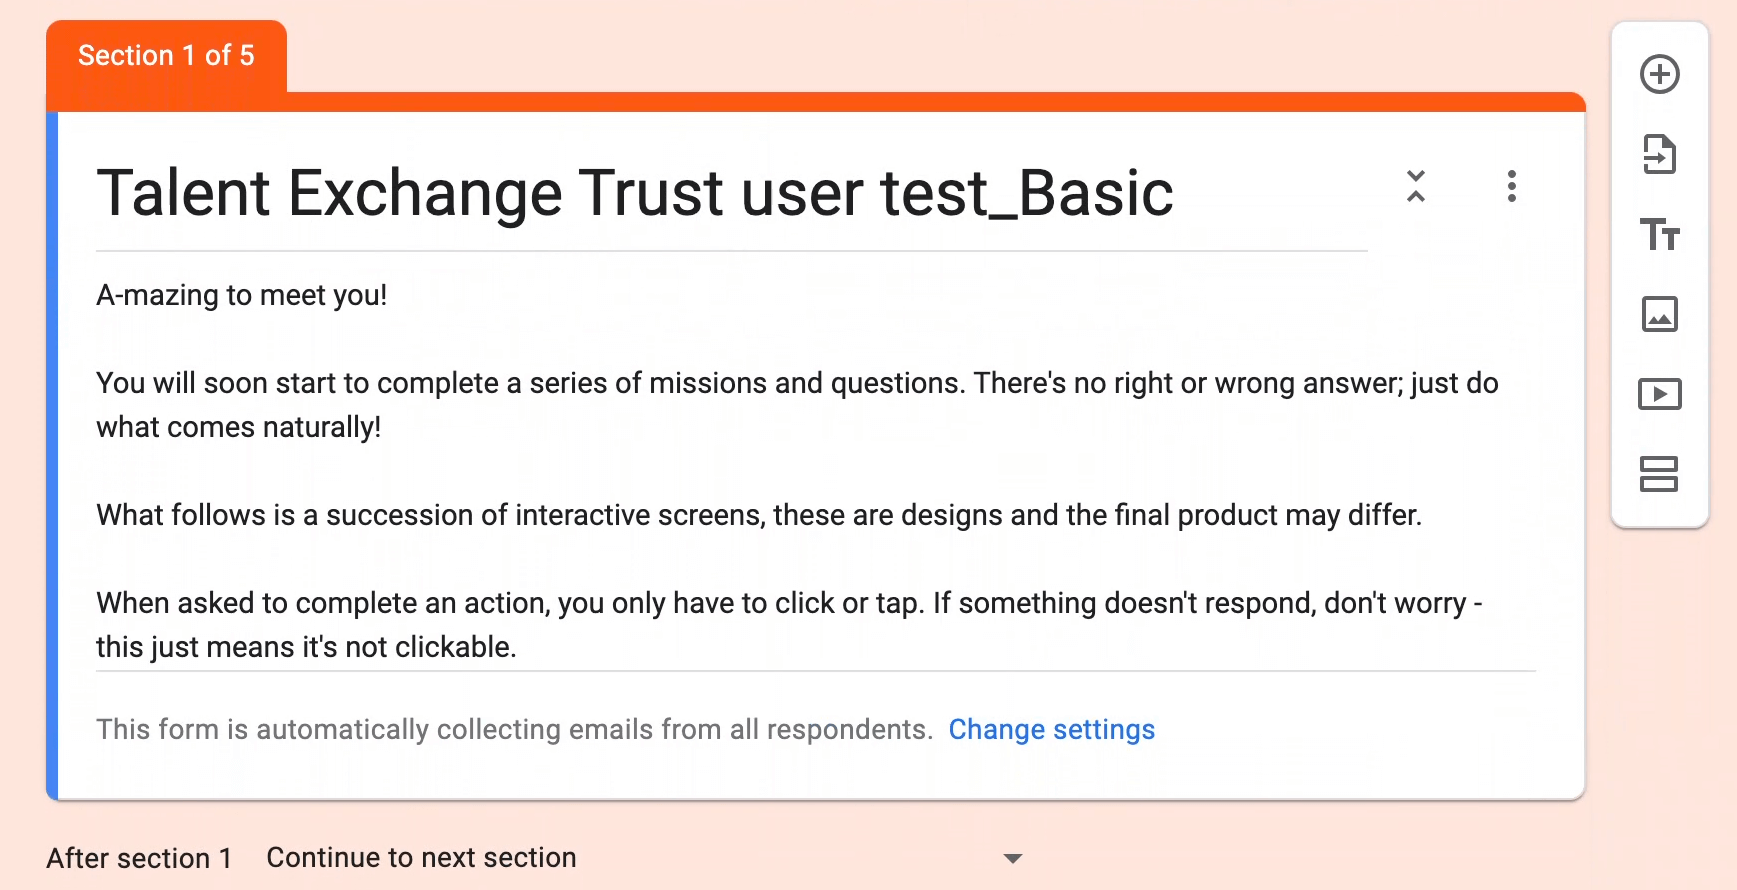 Section 1 of 5
Talent Exchange Trust user test_Basic
A-mazing to meet you!
You will soon start to complete a series of missions and questions. There's no right or wrong answer; just do
what comes naturally!
What follows is a succession of interactive screens, these are designs and the final product may differ.
When asked to complete an action, you only have to click or tap. If something doesn't respond, don't worry -
this just means it's not clickable.
This form is automatically collecting emails from all respondents. Change settings
After section 1 Continue to next section